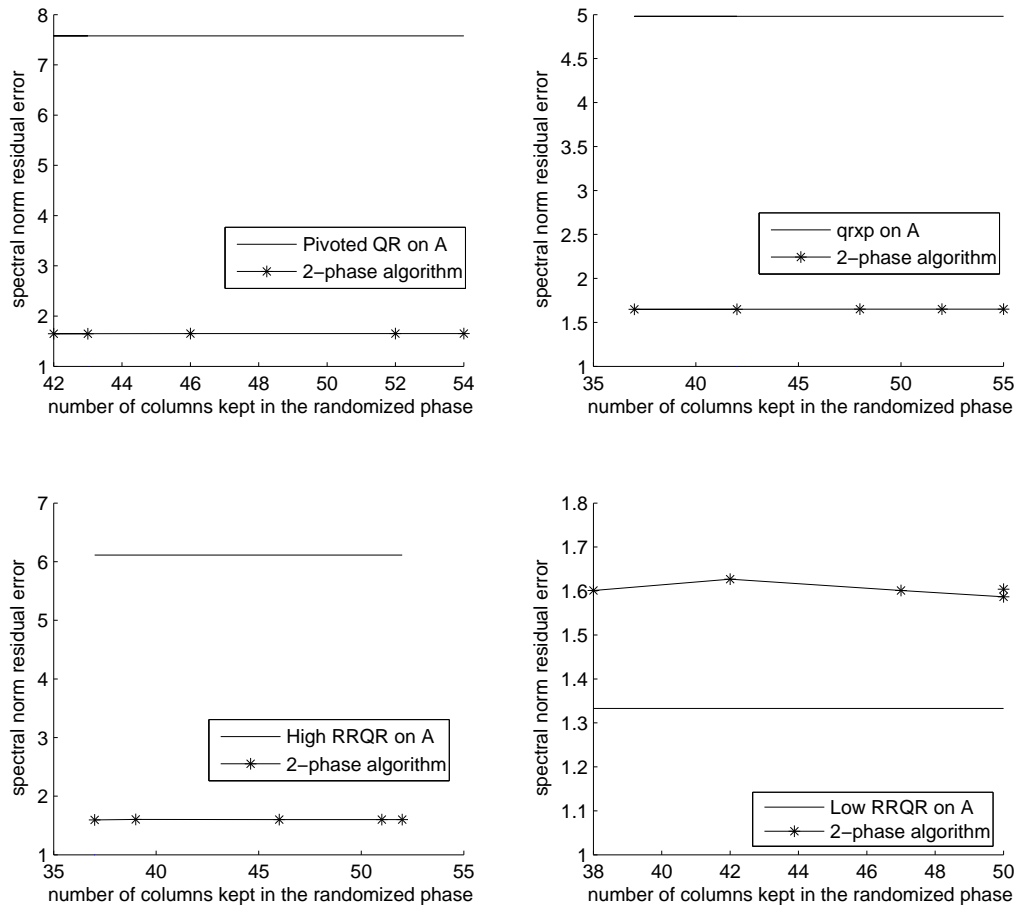 8
7
6
5
4
3
2
1
spectral norm residual error
Pivoted QR on A
2−phase algorithm
42 44 46 48 50 52 54
number of columns kept in the randomized phase
5
4.5
4
3.5
3
2.5
2
1.5
1
spectral norm residual error
qrxp on A
2−phase algorithm
35 40 45 50 55
number of columns kept in the randomized phase
7
6
5
4
3
2
1
spectral norm residual error
High RRQR on A
2−phase algorithm
35 40 45 50 55
number of columns kept in the randomized phase
1.8
1.7
1.6
1.5
1.4
1.3
1.2
1.1
1
spectral norm residual error
Low RRQR on A
2−phase algorithm
38 40 42 44 46 48 50
number of columns kept in the randomized phase